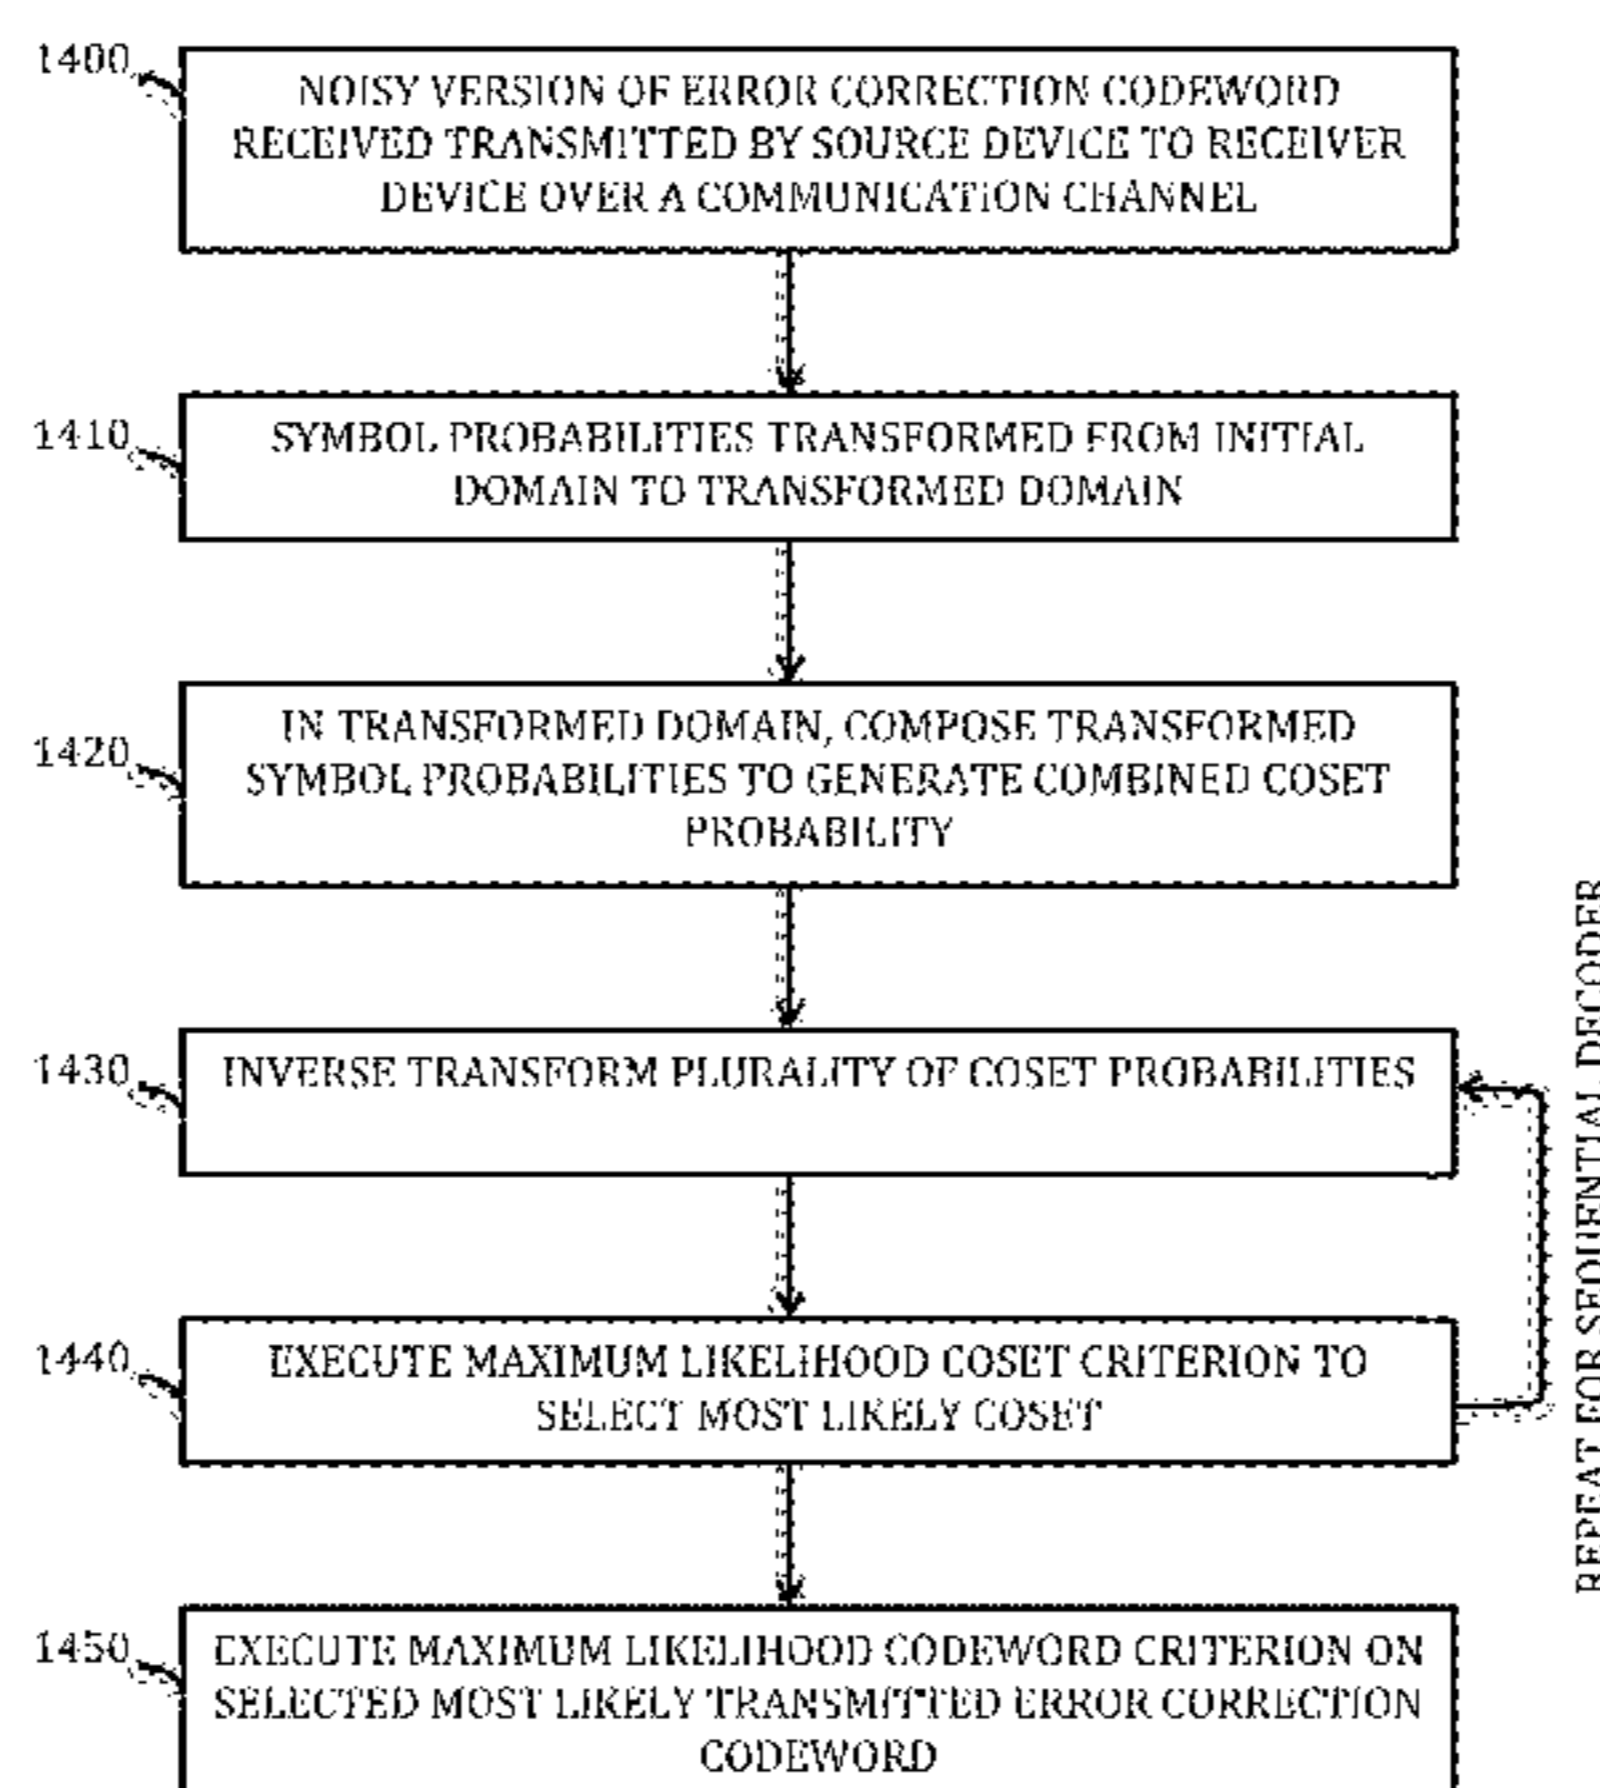 1400
NOISY VERSION OF ERROR CORRECTION CODEWORD
RECEIVED TRANSMITTED BY SOURCE DEVICE TO RECEIVER
DEVICE OVER A COMMUNICATION CHANNEL
1410
SYMBOL PROBABILITIES TRANSFORMED FROM INITIAL
DOMAIN TO TRANSFORMED DOMAIN
1420
IN TRANSFORMED DOMAIN, COMPOSE TRANSFORMED
SYMBOL PROBABILITIES TO GENERATE COMBINED COSET
PROBABILITY
1430
INVERSE TRANSFORM PLURALITY OF COSET PROBABILITIES
1440
EXECUTE MAXIMUM LIKELIHOOD COSET CRITERION TO
SELECT MOST LIKELY COSET
REPEAT FOR SEQUENTIAL DECODER
1450
EXECUTE MAXIMUM LIKELIHOOD CODEWORD CRITERION ON
SELECTED MOST LIKELY TRANSMITTED ERROR CORRECTION
CODEWORD